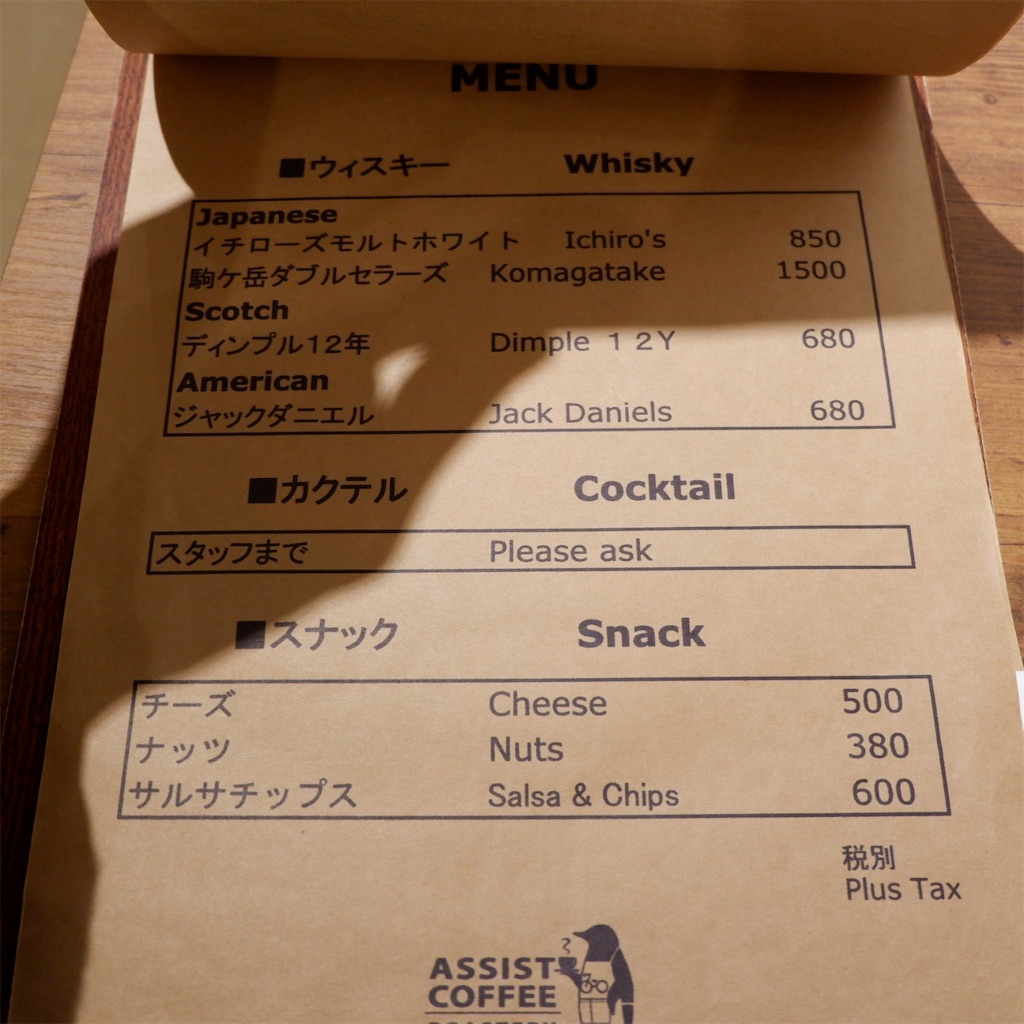 MENU
■ウィスキー Whisky
Japanese
イチローズモルトホワイト Ichiro's 850
駒ケ岳ダブルセラーズ Komagatake 1500
Scotch
ディンプル12年 Dimple １２Y 680
American
ジャックダニエル Jack Daniels 680
■カクテル Cocktail
スタッフまで Please ask
■スナック Snack
チーズ Cheese 500
ナッツ Nuts 380
サルサチップス Salsa & Chips 600
税別
Plus Tax
ASSIST
COFFEE